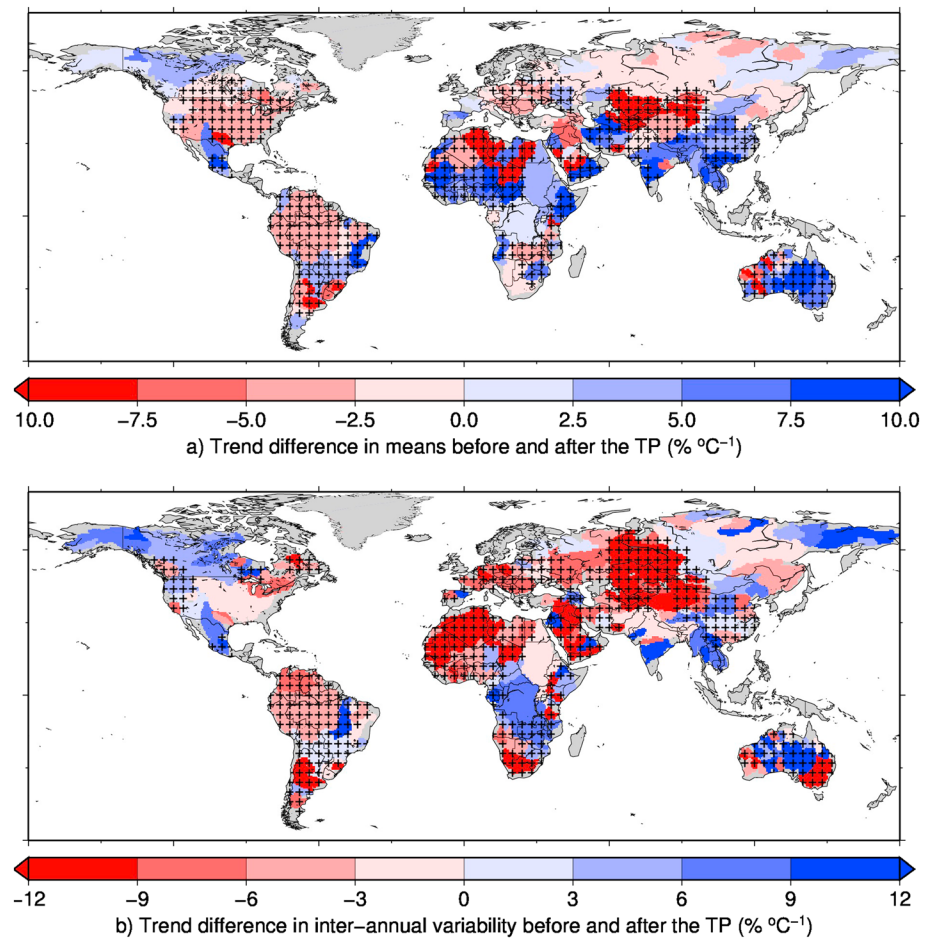 10.0 −7.5 −5.0 −2.5 0.0 2.5 5.0 7.5 10.0
a) Trend difference in means before and after the TP (% ºC⁻¹)
−12 −9 −6 −3 0 3 6 9 12
b) Trend difference in inter−annual variability before and after the TP (% ºC⁻¹)